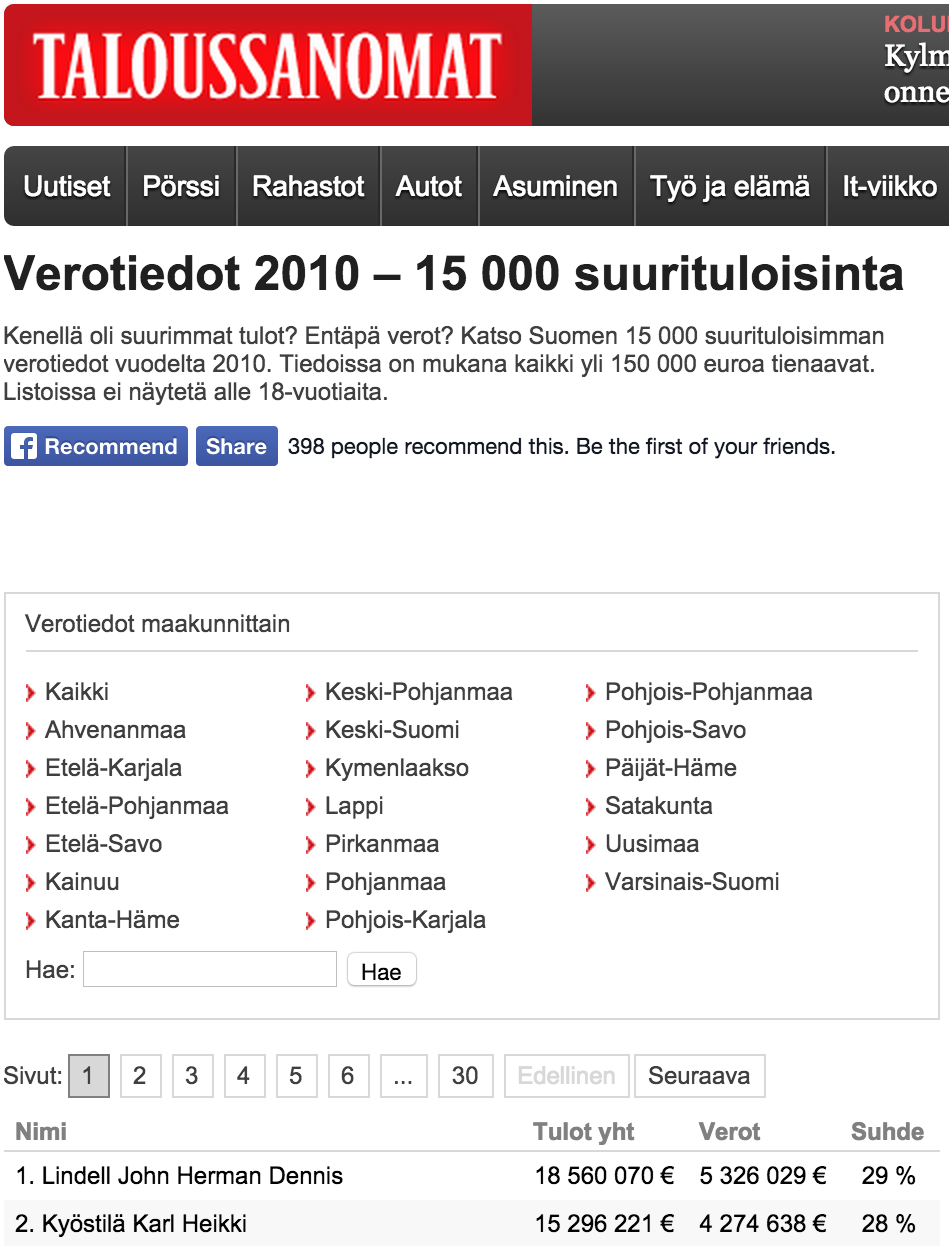 TALOUSSANOMAT
Kylm
onne
Uutiset Pörssi Rahastot Autot Asuminen Työ ja elämä It-viikko
Verotiedot 2010 – 15 000 suurituloisinta
Kenellä oli suurimmat tulot? Entäpä verot? Katso Suomen 15 000 suurituloisimman
verotiedot vuodelta 2010. Tiedoissa on mukana kaikki yli 150 000 euroa tienaavat.
Listoissa ei näytetä alle 18-vuotiaita.
Recommend Share 398 people recommend this. Be the first of your friends.
Verotiedot maakunnittain
Kaikki Keski-Pohjanmaa Pohjois-Pohjanmaa
Ahvenanmaa Keski-Suomi Pohjois-Savo
Etelä-Karjala Kymenlaakso Päijät-Häme
Etelä-Pohjanmaa Lappi Satakunta
Etelä-Savo Pirkanmaa Uusimaa
Kainuu Pohjanmaa Varsinais-Suomi
Kanta-Häme Pohjois-Karjala
Hae: Hae
Sivut: 1 2 3 4 5 6 ... 30 Edellinen Seuraava
Nimi Tulot yht Verot Suhde
1. Lindell John Herman Dennis 18 560 070 € 5 326 029 € 29 %
2. Kyöstilä Karl Heikki 15 296 221 € 4 274 638 € 28 %